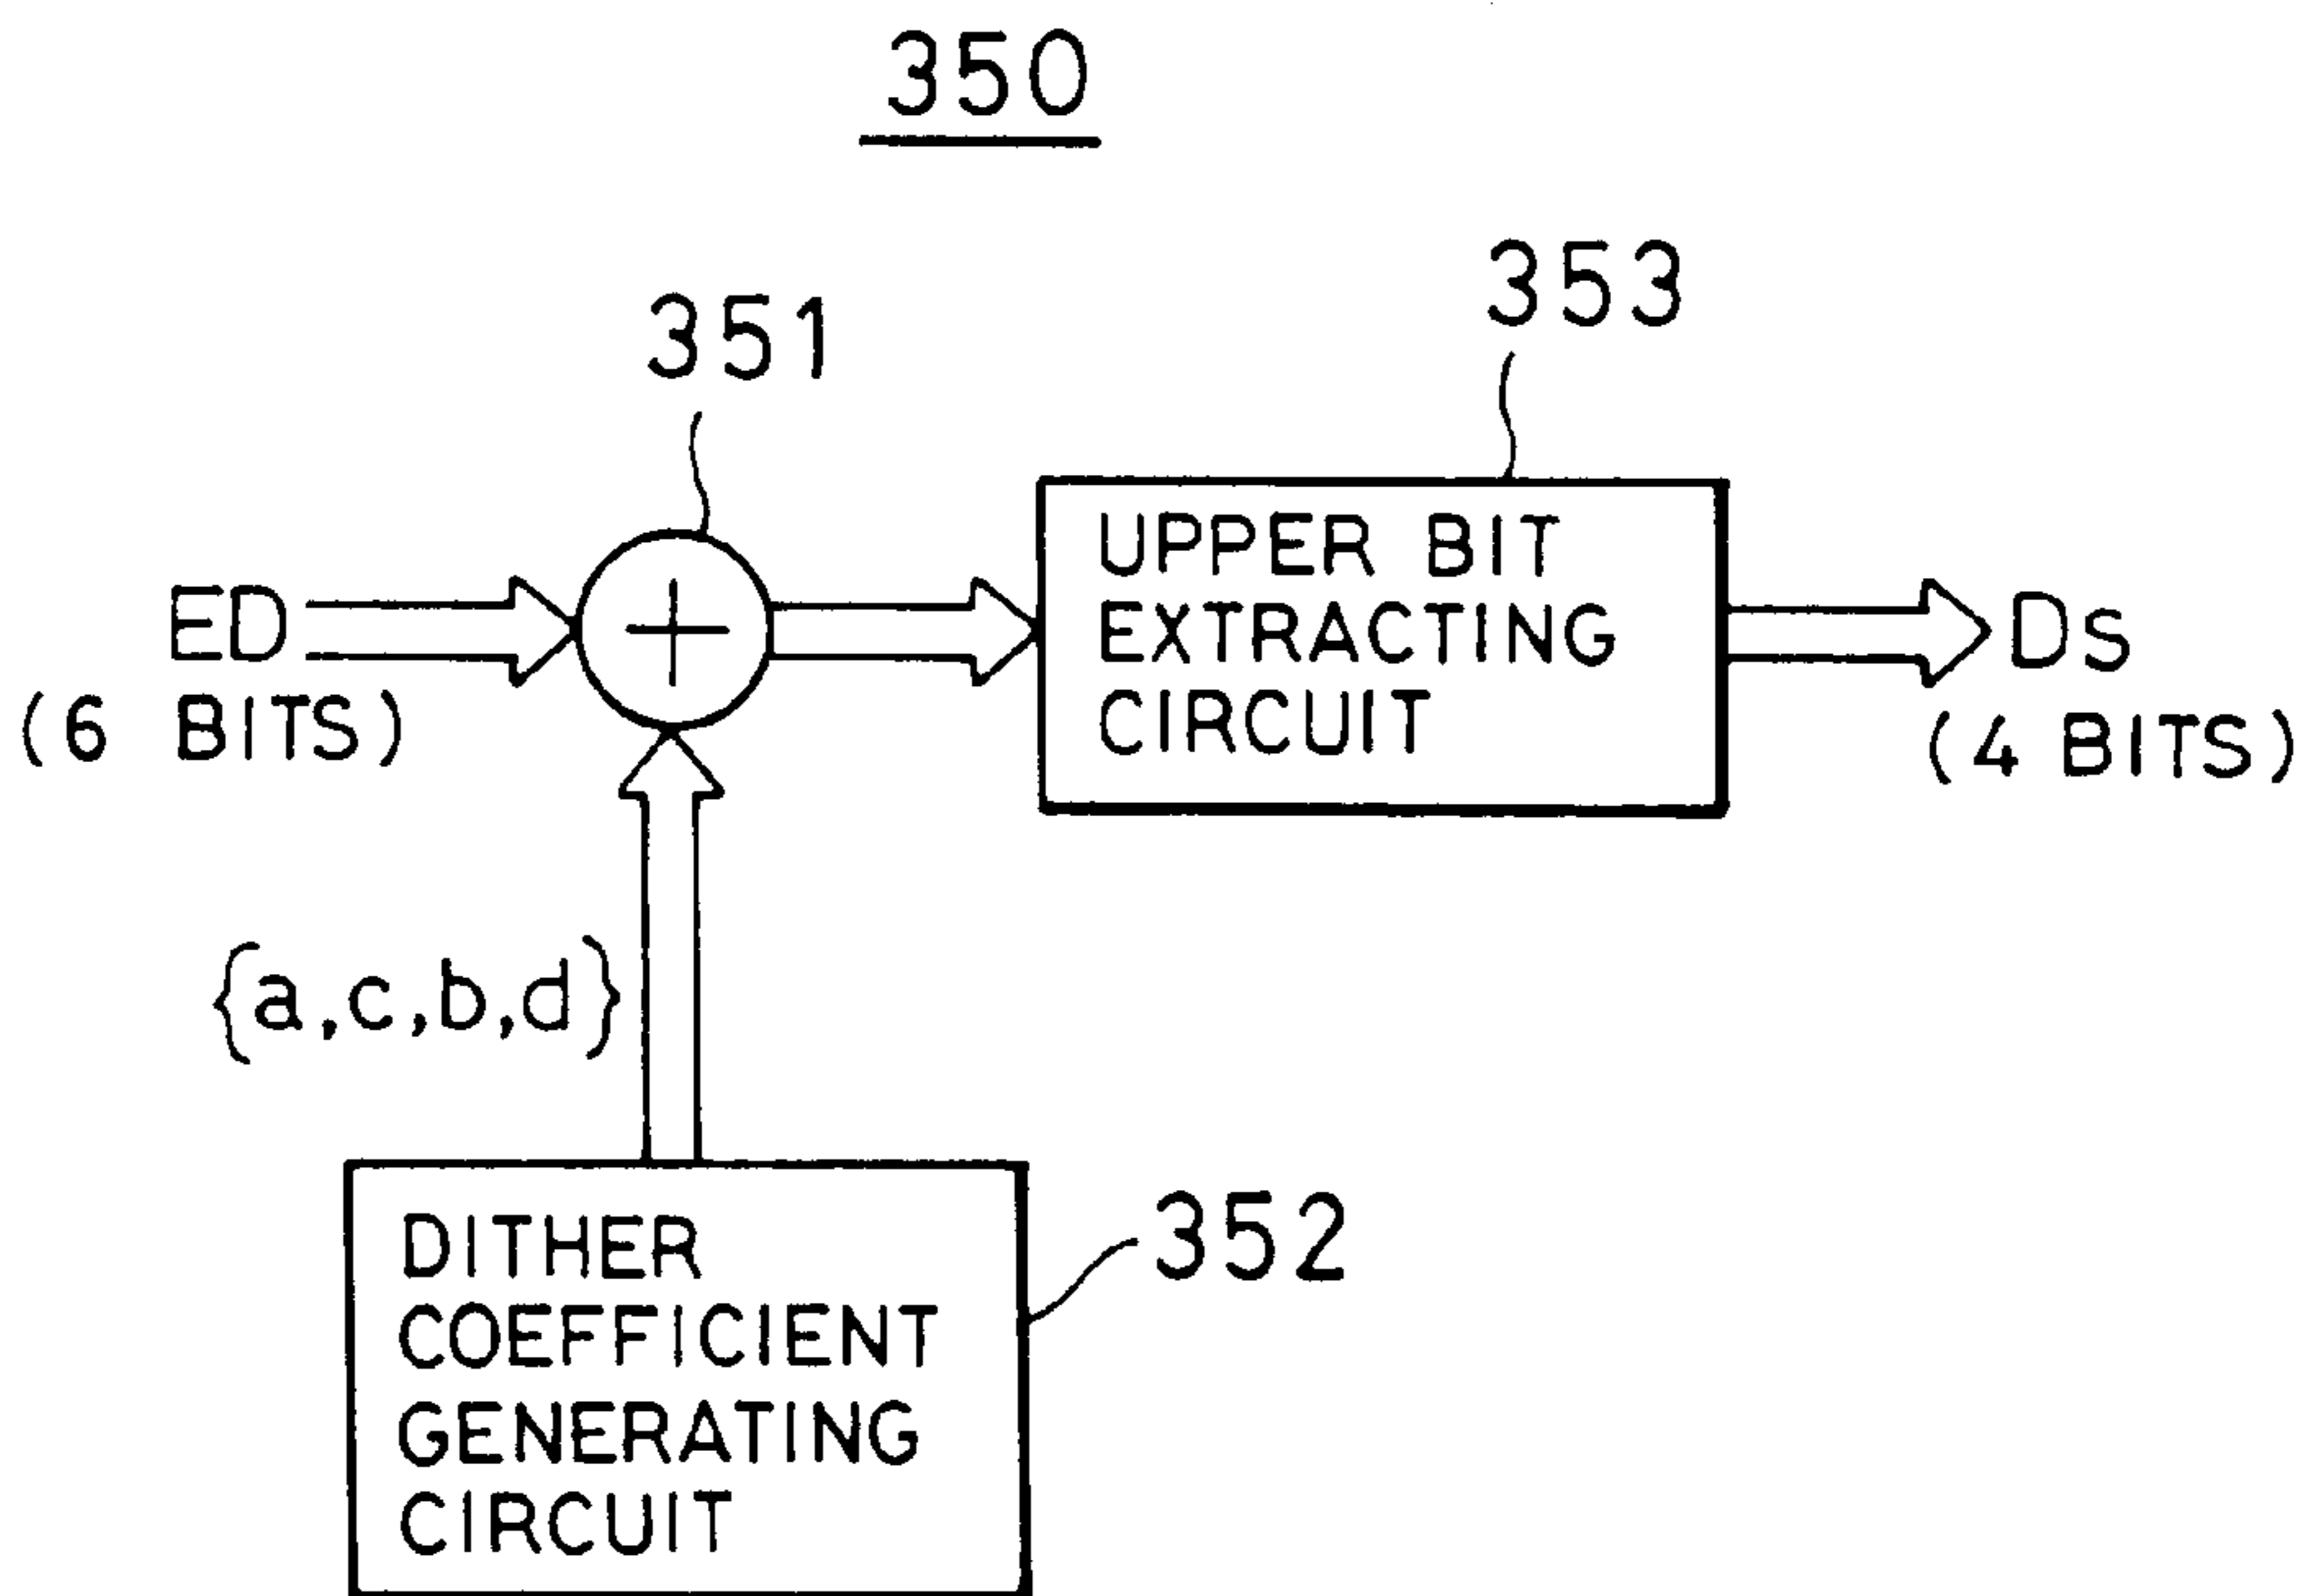 350
351
353
UPPER BIT
EXTRACTING
CIRCUIT
ED
(6 BITS)
+
Ds
(4 BITS)
{a,c,b,d}
DITHER
COEFFICIENT
GENERATING
CIRCUIT
352